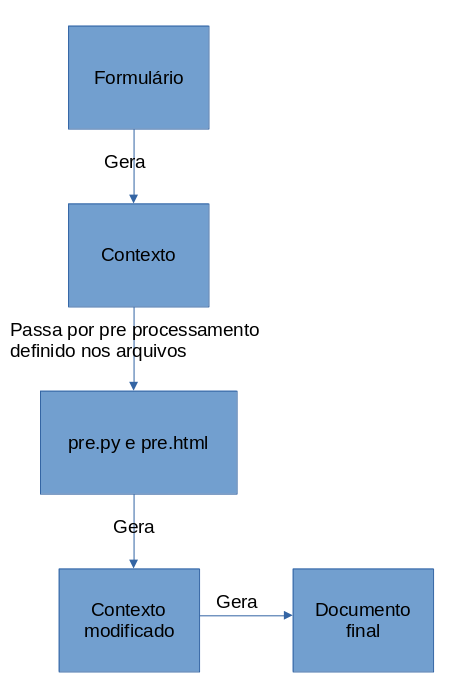 Formulário
Gera
Contexto
Passa por pre processamento
definido nos arquivos
pre.py e pre.html
Gera
Contexto
modificado
Gera
Documento
final